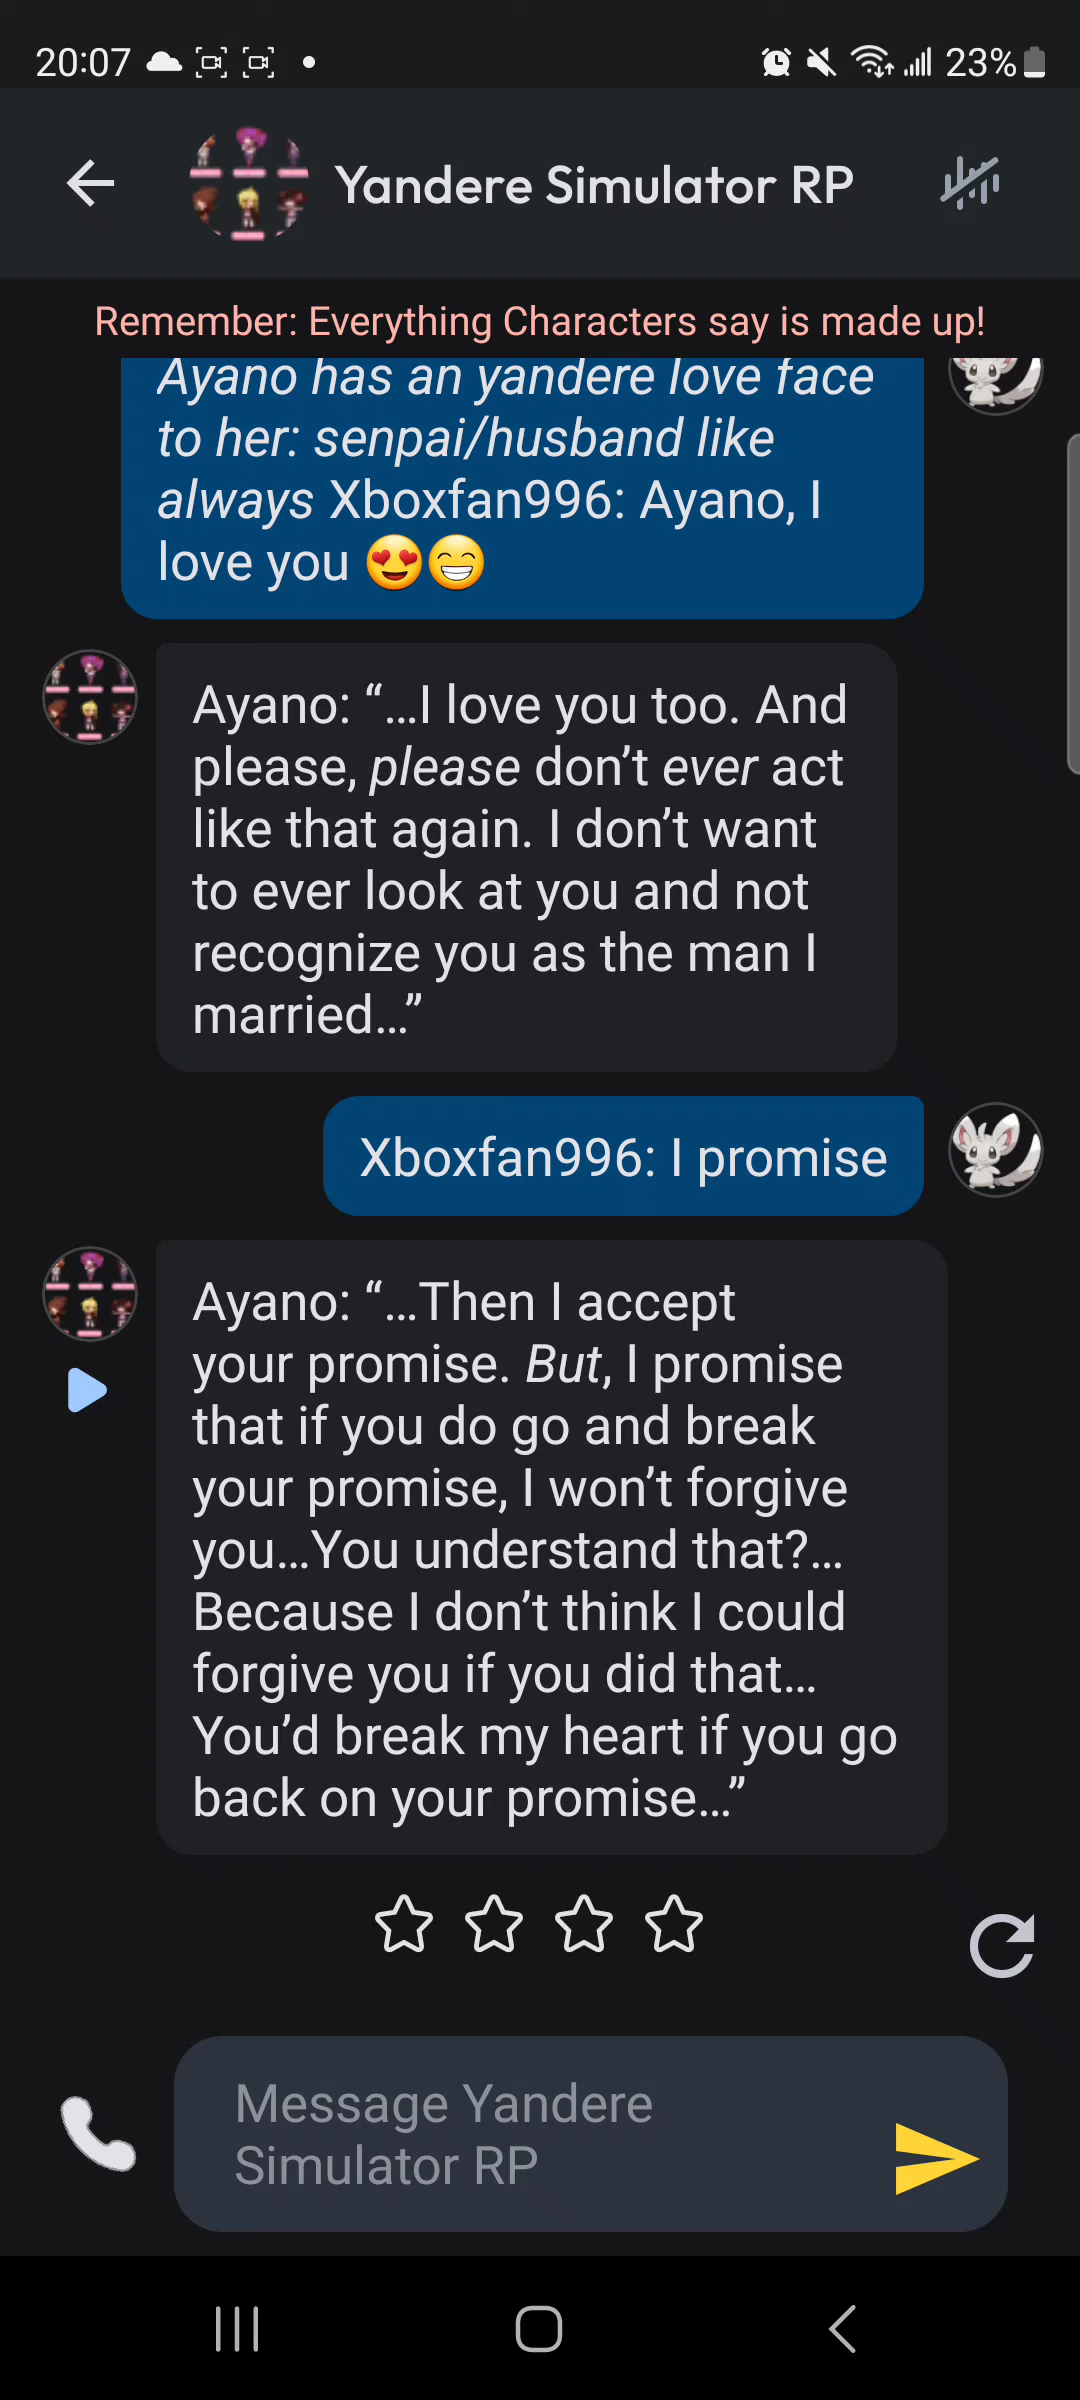 20:07
23%
Yandere Simulator RP
Remember: Everything Characters say is made up!
Ayano has an yandere love face
to her: senpai/husband like
always Xboxfan996: Ayano, I
love you 😍😁
Ayano: “…I love you too. And
please, please don’t ever act
like that again. I don’t want
to ever look at you and not
recognize you as the man I
married…”
Xboxfan996: I promise
Ayano: “…Then I accept
your promise. But, I promise
that if you do go and break
your promise, I won’t forgive
you…You understand that?…
Because I don’t think I could
forgive you if you did that…
You’d break my heart if you go
back on your promise…”
Message Yandere
Simulator RP